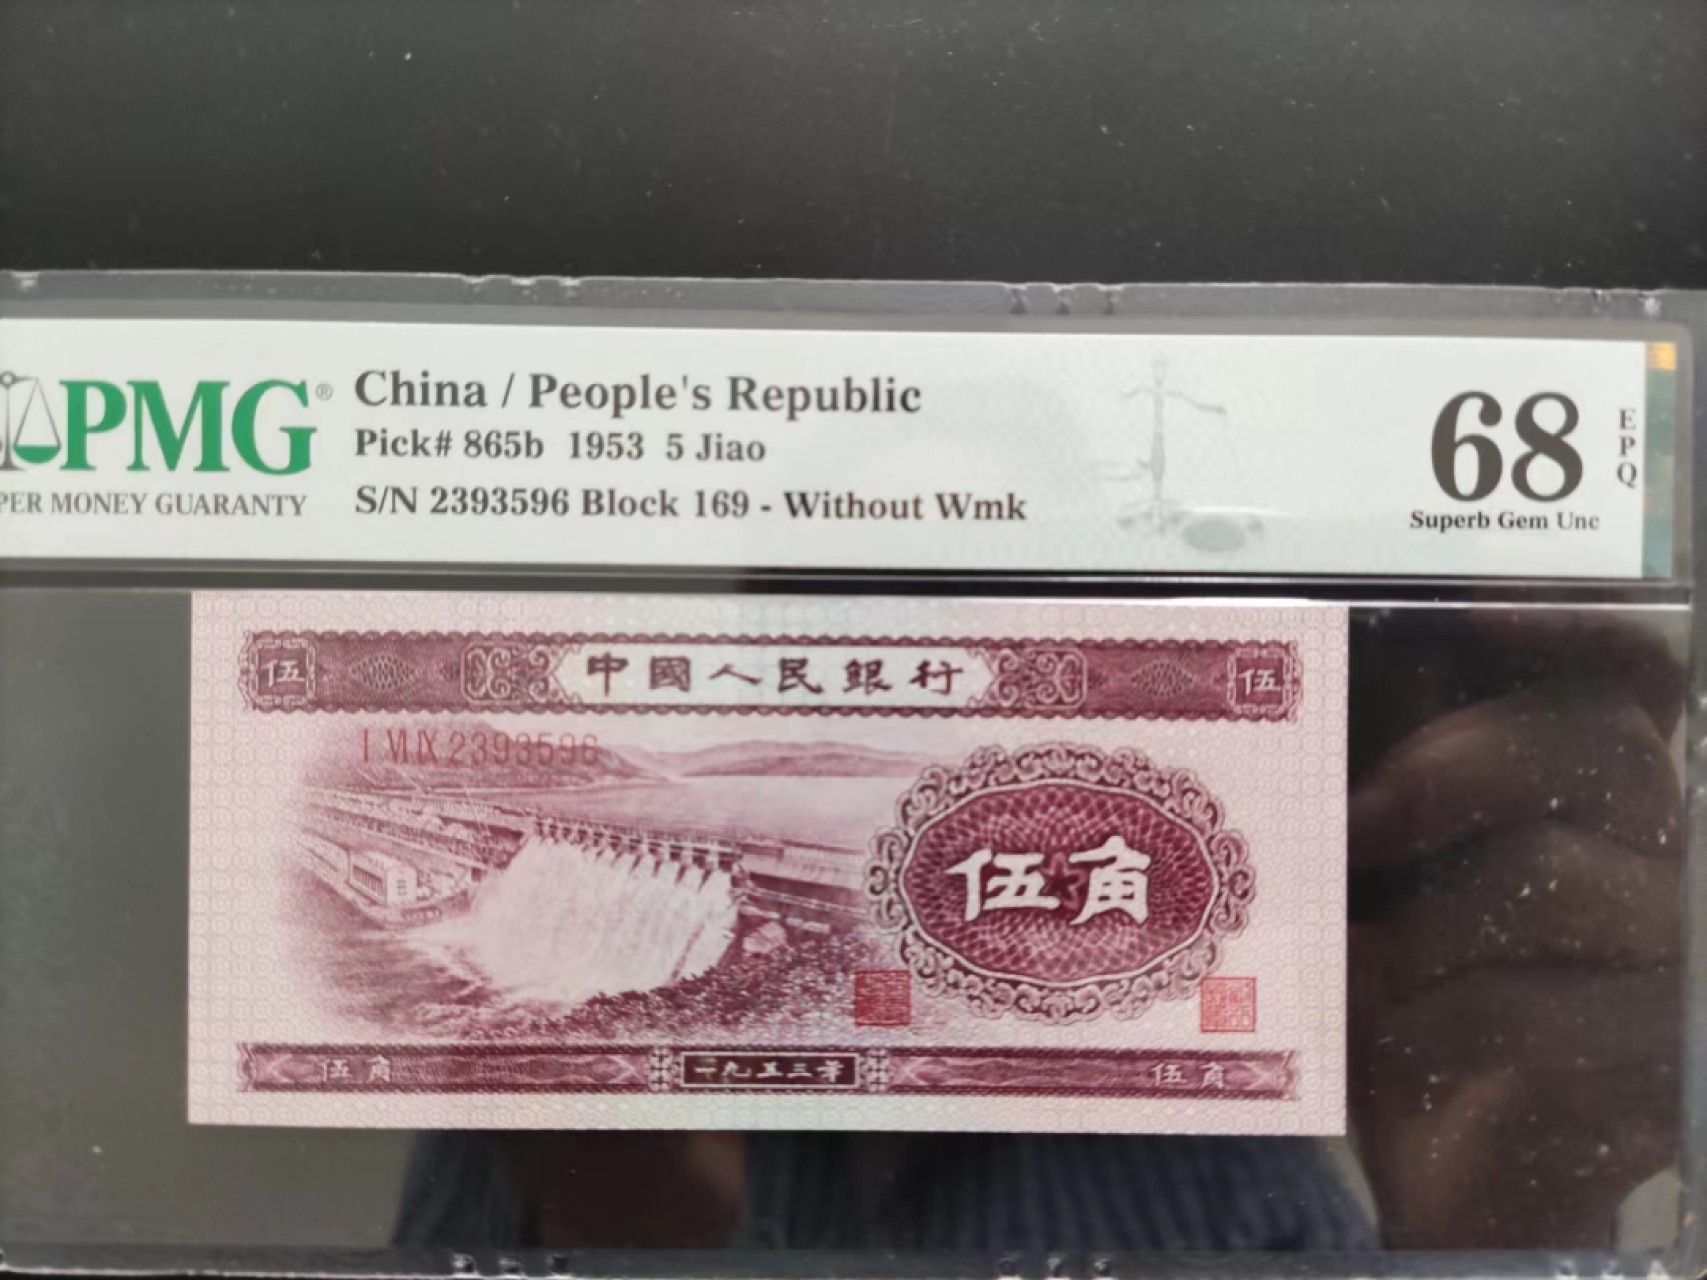 PMG®
PER MONEY GUARANTY
China / People's Republic
Pick# 865b 1953 5 Jiao
S/N 2393596 Block 169 - Without Wmk
68
EPQ
Superb Gem Unc
伍 中國人民銀行 伍
I VI IX 2393596
伍角
伍角 一九五三年 伍角